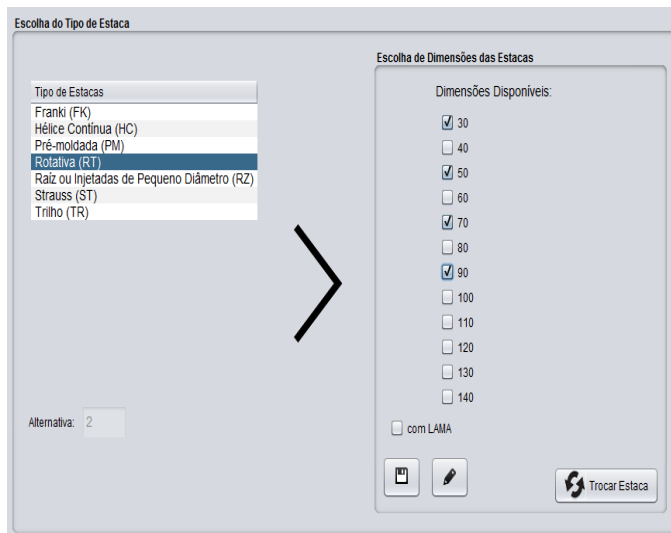 Escolha do Tipo de Estaca
Tipo de Estacas
Franki (FK)
Hélice Contínua (HC)
Pré-moldada (PM)
Rotativa (RT)
Raíz ou Injetadas de Pequeno Diâmetro (RZ)
Strauss (ST)
Trilho (TR)
Alternativa: 2
Escolha de Dimensões das Estacas
Dimensões Disponíveis:
30
40
50
60
70
80
90
100
110
120
130
140
com LAMA
Trocar Estaca